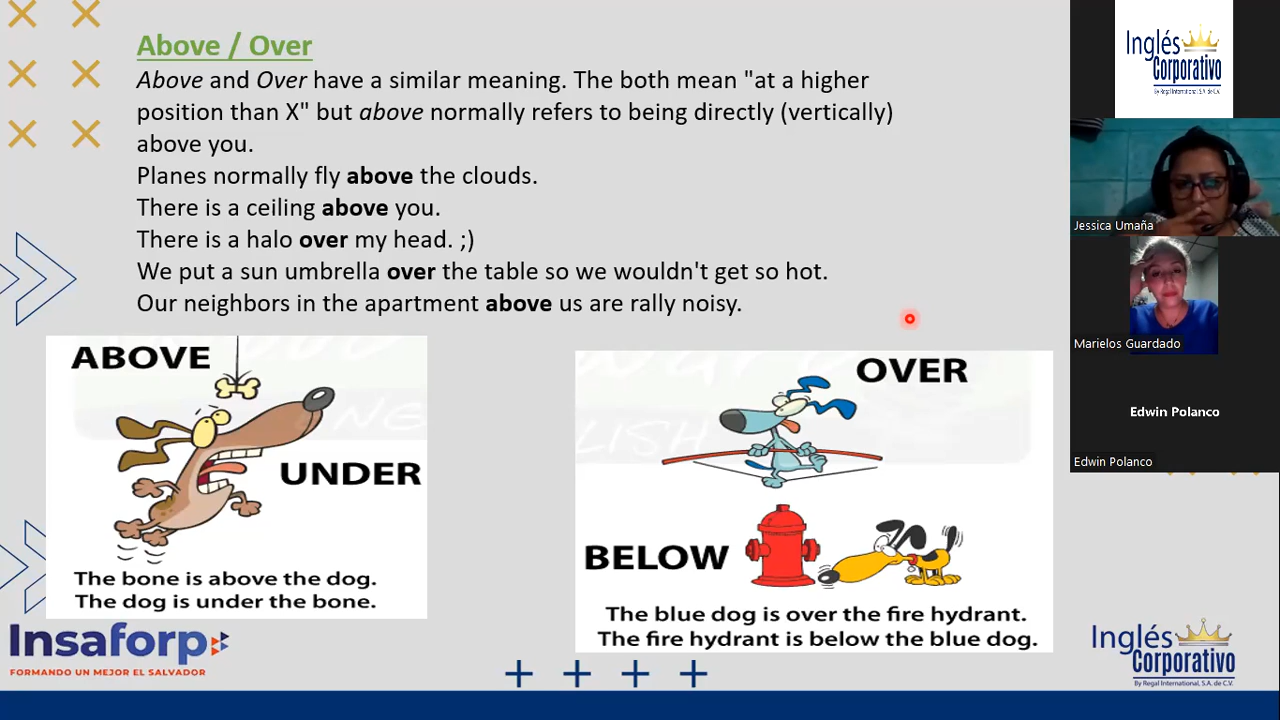 Above / Over
Above and Over have a similar meaning. The both mean "at a higher
position than X" but above normally refers to being directly (vertically)
above you.
Planes normally fly above the clouds.
There is a ceiling above you.
There is a halo over my head. ;)
We put a sun umbrella over the table so we wouldn't get so hot.
Our neighbors in the apartment above us are rally noisy.
ABOVE
UNDER
The bone is above the dog.
The dog is under the bone.
OVER
BELOW
The blue dog is over the fire hydrant.
The fire hydrant is below the blue dog.
Insaforp
FORMANDO UN MEJOR EL SALVADOR
Inglés
Corporativo
By Regal International, S.A. de C.V.
Inglés
Corporativo
By Regal International, S.A. de C.V.
Jessica Umaña
Marielos Guardado
Edwin Polanco
Edwin Polanco